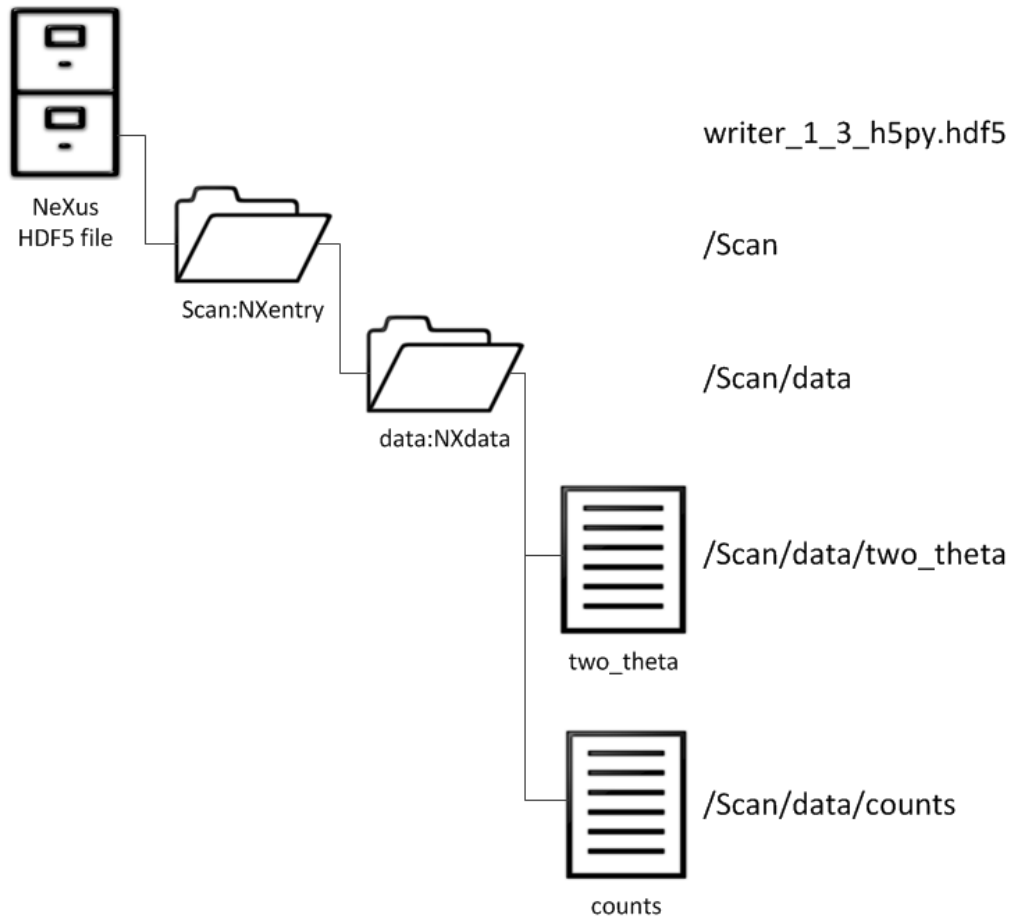 writer_1_3_h5py.hdf5
NeXus
HDF5 file
/Scan
Scan:NXentry
/Scan/data
data:NXdata
/Scan/data/two_theta
two_theta
/Scan/data/counts
counts